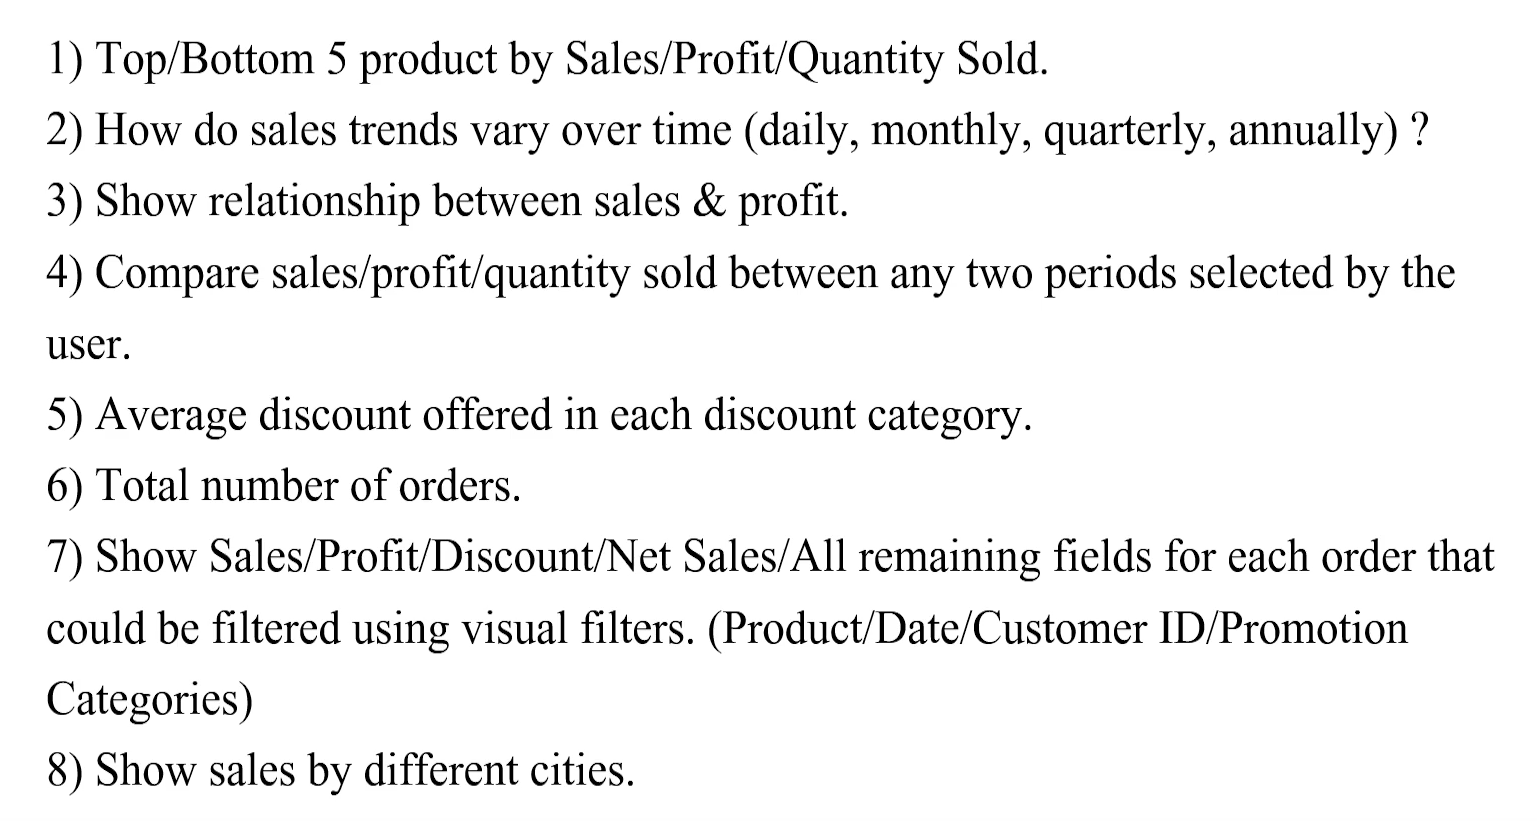 1) Top/Bottom 5 product by Sales/Profit/Quantity Sold.
2) How do sales trends vary over time (daily, monthly, quarterly, annually) ?
3) Show relationship between sales & profit.
4) Compare sales/profit/quantity sold between any two periods selected by the
user.
5) Average discount offered in each discount category.
6) Total number of orders.
7) Show Sales/Profit/Discount/Net Sales/All remaining fields for each order that
could be filtered using visual filters. (Product/Date/Customer ID/Promotion
Categories)
8) Show sales by different cities.